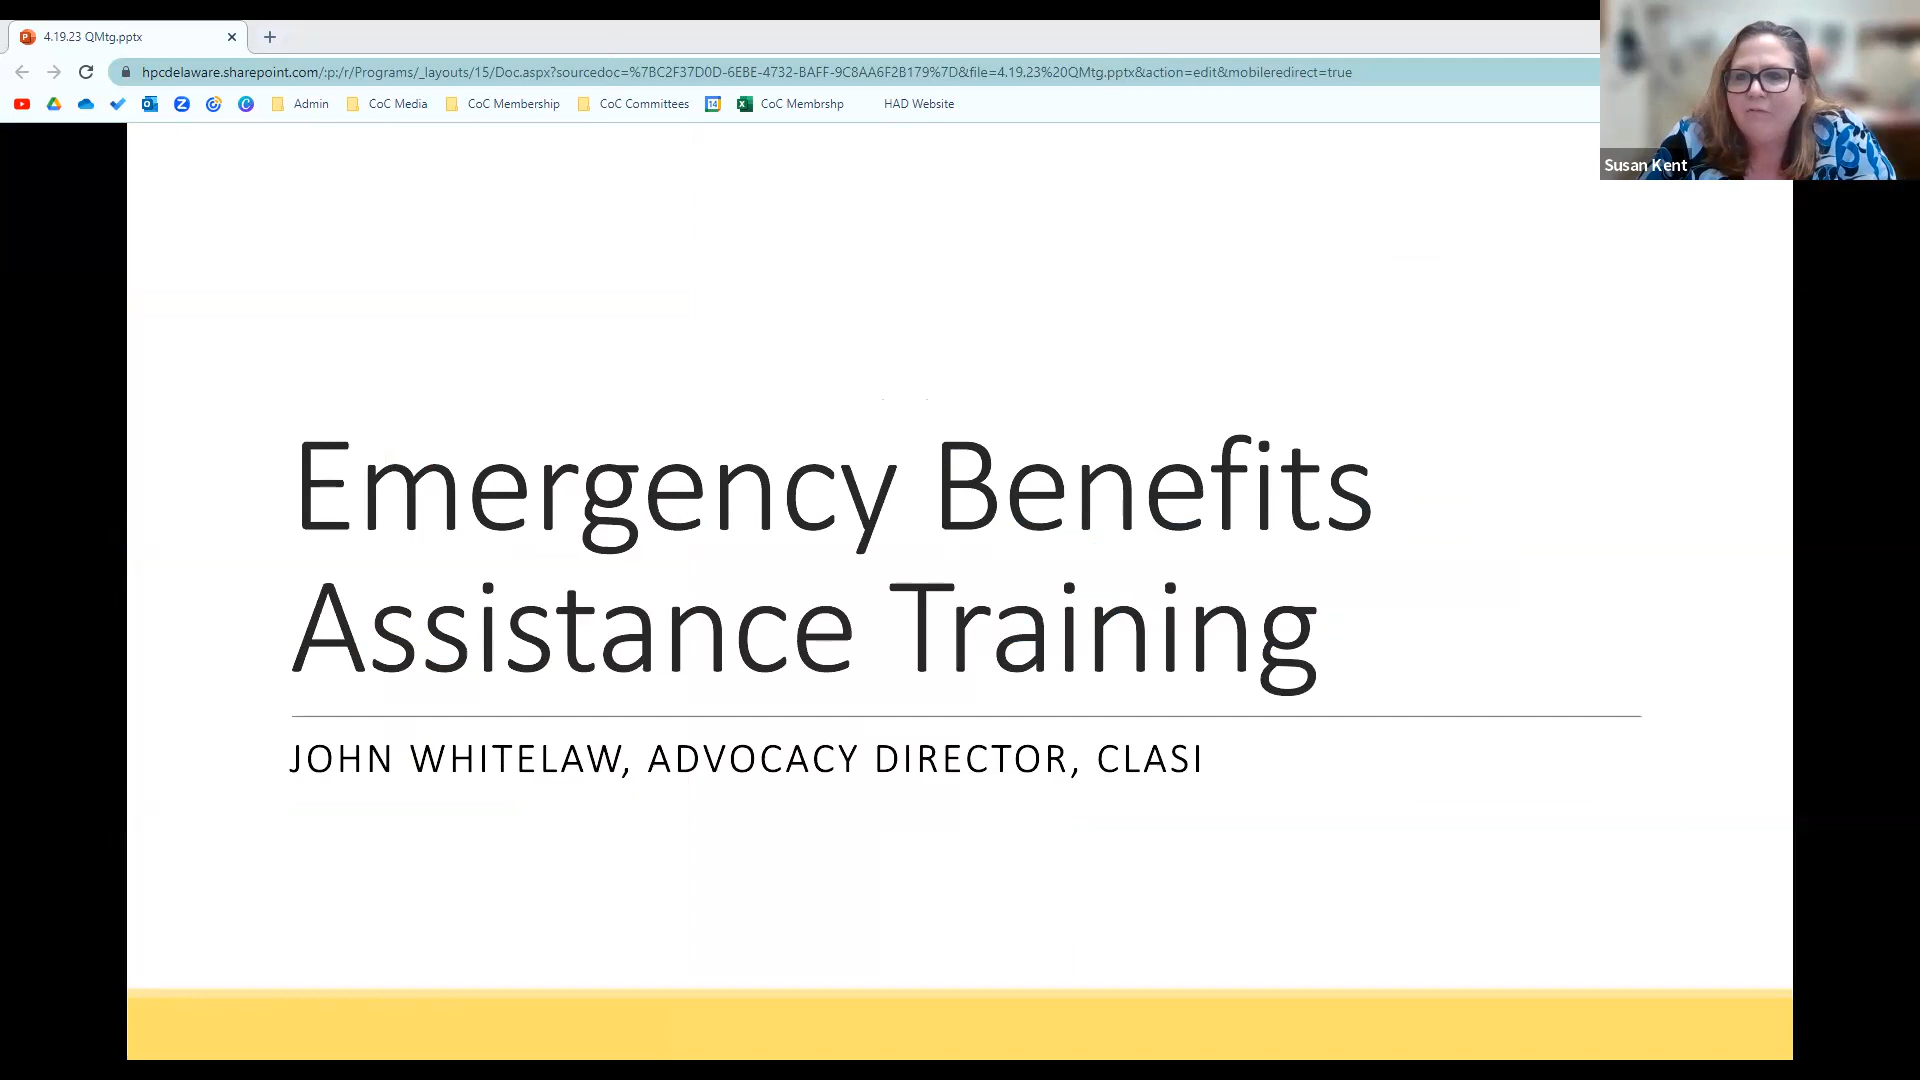 4.19.23 QMtg.pptx
hpcdelaware.sharepoint.com/:p:/r/Programs/_layouts/15/Doc.aspx?sourcedoc=%7BC2F37D0D-6EBE-4732-BAFF-9C8AA6F2B179%7D&file=4.19.23%20QMtg.pptx&action=edit&mobileredirect=true
Admin CoC Media CoC Membership CoC Committees 14 CoC Membrshp HAD Website
Susan Kent
Emergency Benefits
Assistance Training
JOHN WHITELAW, ADVOCACY DIRECTOR, CLASI